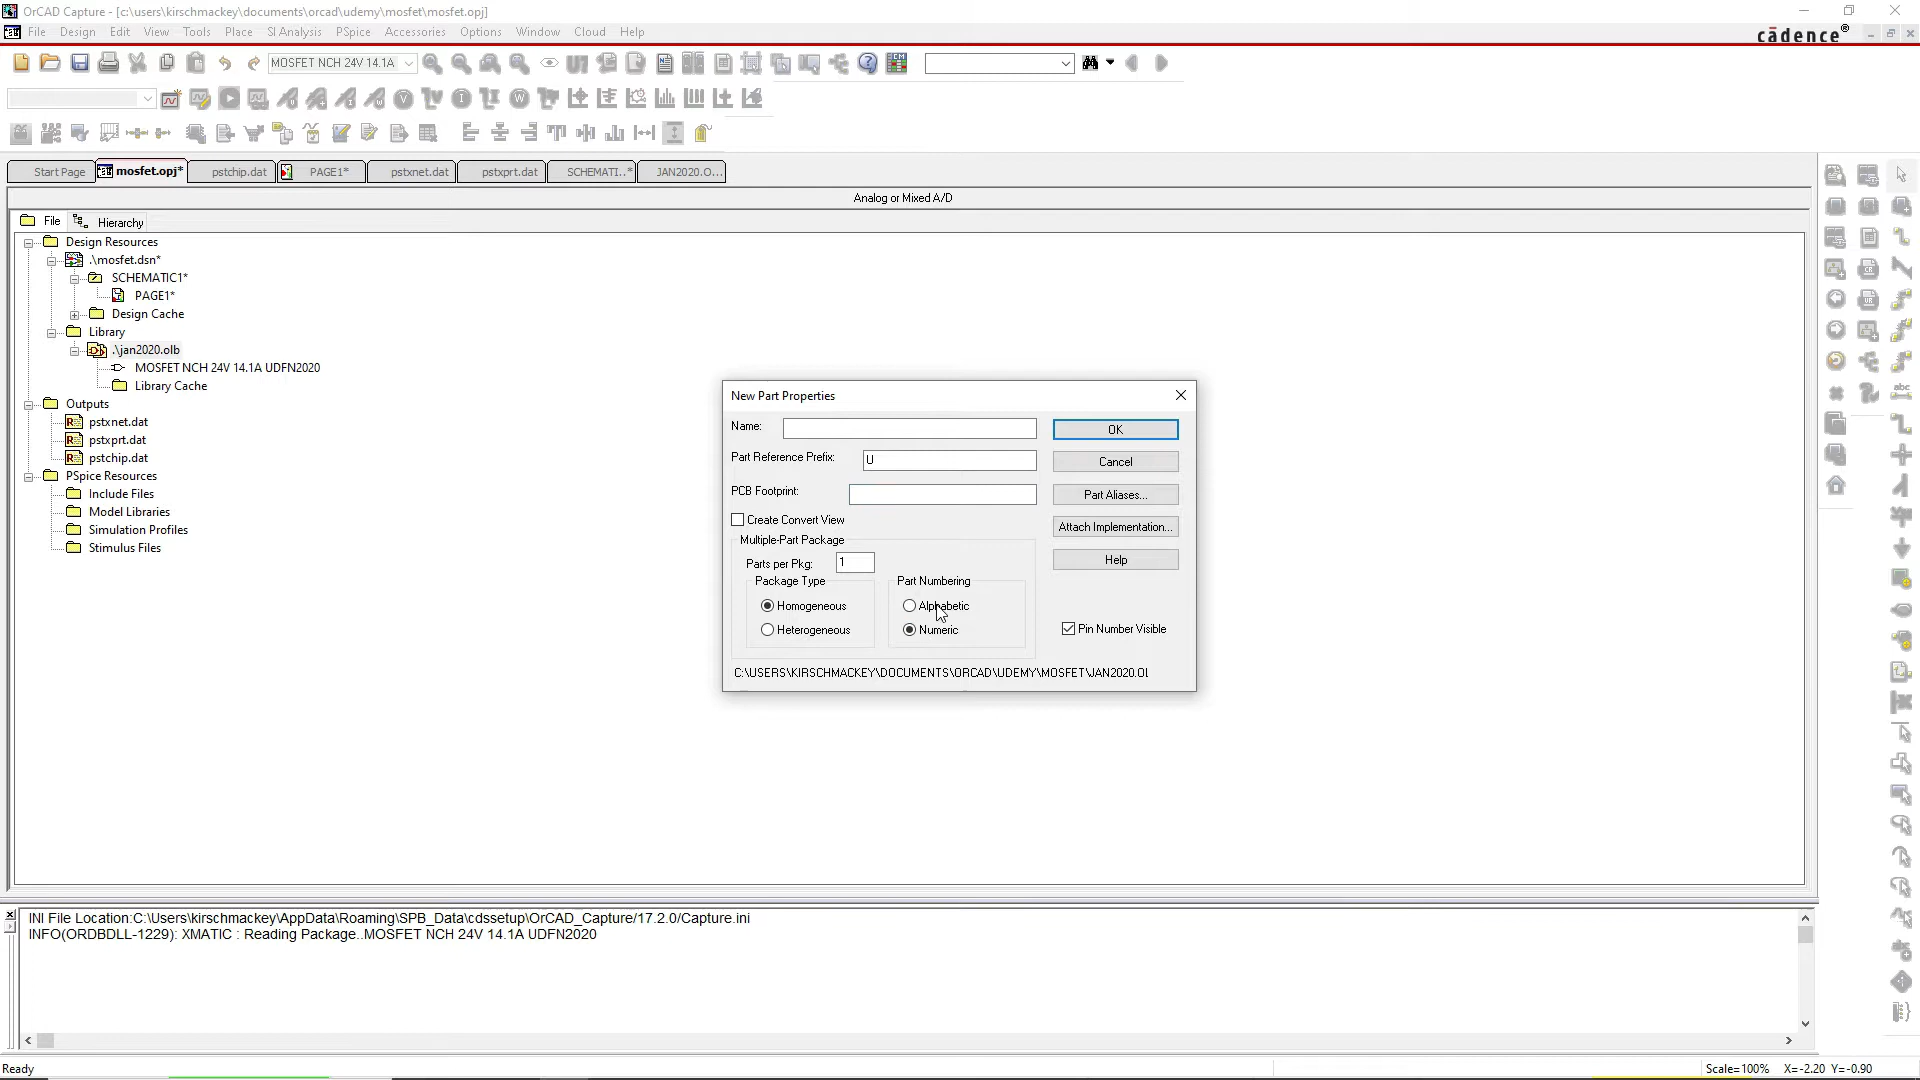 OrCAD Capture - [c:\users\kirschmackey\documents\orcad\udemy\mosfet\mosfet.opj]
File Design Edit View Tools Place SI Analysis PSpice Accessories Options Window Cloud Help
cādence®
MOSFET NCH 24V 14.1A
Start Page mosfet.opj* pstchip.dat PAGE1* pstxnet.dat pstxprt.dat SCHEMATI..* JAN2020.O...
Analog or Mixed A/D
File Hierarchy
Design Resources
.\mosfet.dsn*
SCHEMATIC1*
PAGE1*
Design Cache
Library
.\jan2020.olb
MOSFET NCH 24V 14.1A UDFN2020
Library Cache
Outputs
pstxnet.dat
pstxprt.dat
pstchip.dat
PSpice Resources
Include Files
Model Libraries
Simulation Profiles
Stimulus Files
New Part Properties
Name:
OK
Part Reference Prefix: U
Cancel
PCB Footprint:
Part Aliases...
Create Convert View
Attach Implementation...
Multiple-Part Package
Parts per Pkg: 1
Help
Package Type Part Numbering
Homogeneous Alphabetic
Heterogeneous Numeric
Pin Number Visible
C:\USERS\KIRSCHMACKEY\DOCUMENTS\ORCAD\UDEMY\MOSFET\JAN2020.Ol
INI File Location:C:\Users\kirschmackey\AppData\Roaming\SPB_Data\cdssetup\OrCAD_Capture/17.2.0/Capture.ini
INFO(ORDBDLL-1229): XMATIC : Reading Package..MOSFET NCH 24V 14.1A UDFN2020
Ready
Scale=100% X=-2.20 Y=-0.90